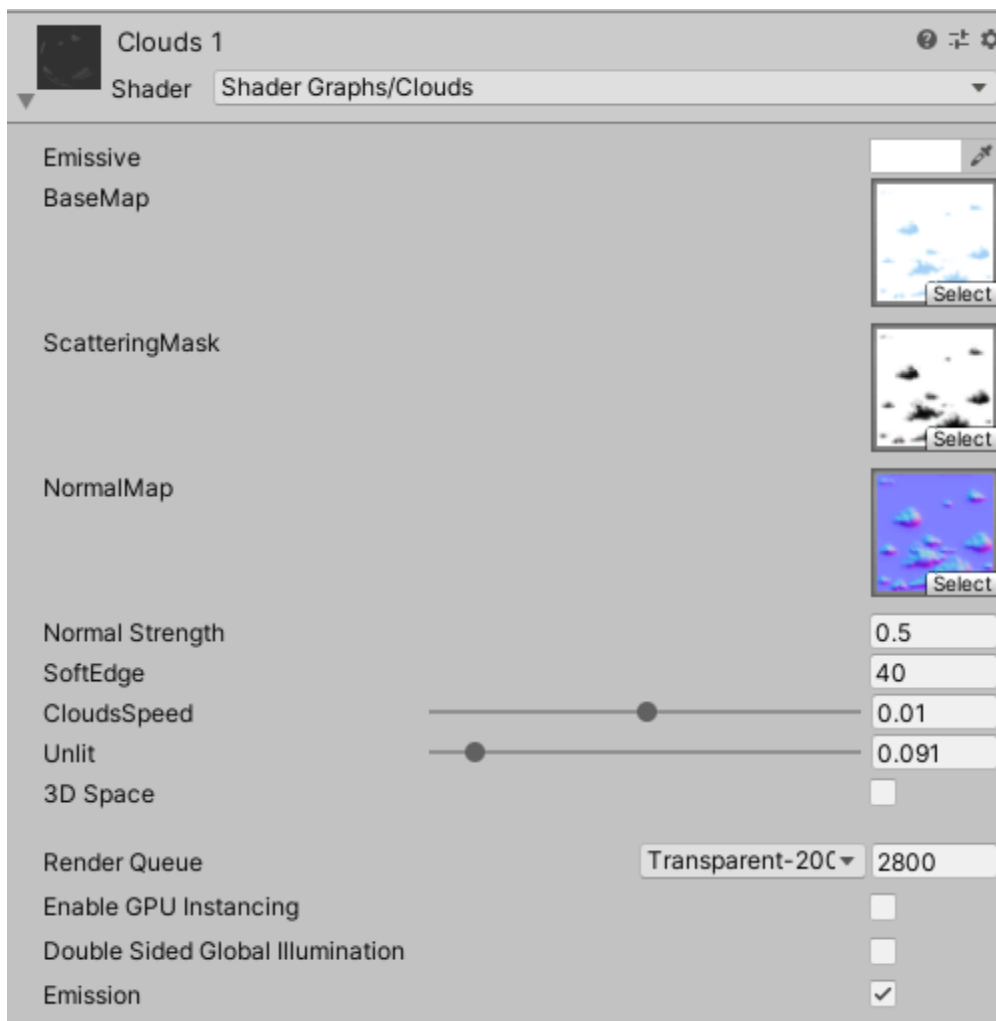 Clouds 1
Shader Shader Graphs/Clouds
Emissive
BaseMap
Select
ScatteringMask
Select
NormalMap
Select
Normal Strength 0.5
SoftEdge 40
CloudsSpeed 0.01
Unlit 0.091
3D Space
Render Queue Transparent-200 2800
Enable GPU Instancing
Double Sided Global Illumination
Emission